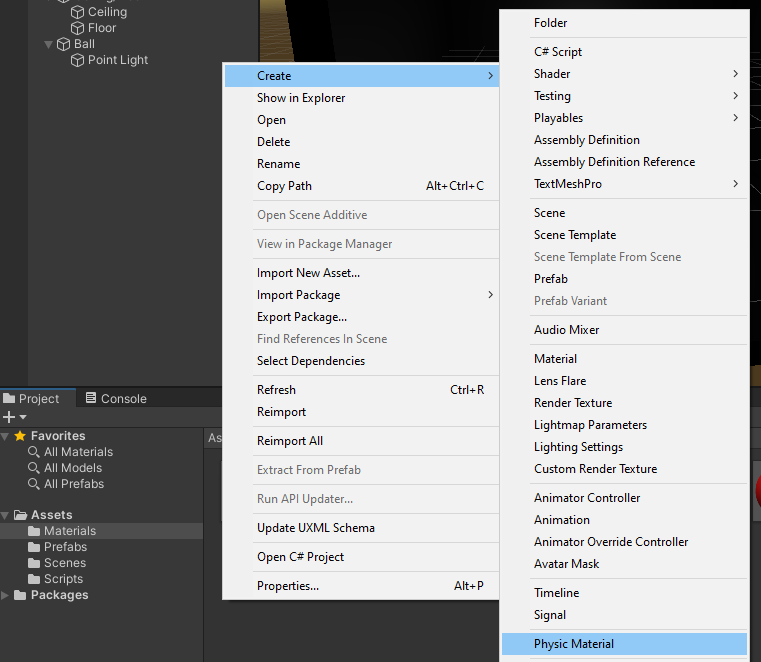 Ceiling
Floor
Ball
Point Light
Create
Show in Explorer
Open
Delete
Rename
Copy Path Alt+Ctrl+C
Open Scene Additive
View in Package Manager
Import New Asset...
Import Package
Export Package...
Find References In Scene
Select Dependencies
Refresh Ctrl+R
Reimport
Reimport All
Extract From Prefab
Run API Updater...
Update UXML Schema
Open C# Project
Properties... Alt+P
Folder
C# Script
Shader
Testing
Playables
Assembly Definition
Assembly Definition Reference
TextMeshPro
Scene
Scene Template
Scene Template From Scene
Prefab
Prefab Variant
Audio Mixer
Material
Lens Flare
Render Texture
Lightmap Parameters
Lighting Settings
Custom Render Texture
Animator Controller
Animation
Animator Override Controller
Avatar Mask
Timeline
Signal
Physic Material
Project Console
Favorites
All Materials
All Models
All Prefabs
Assets
Materials
Prefabs
Scenes
Scripts
Packages
As